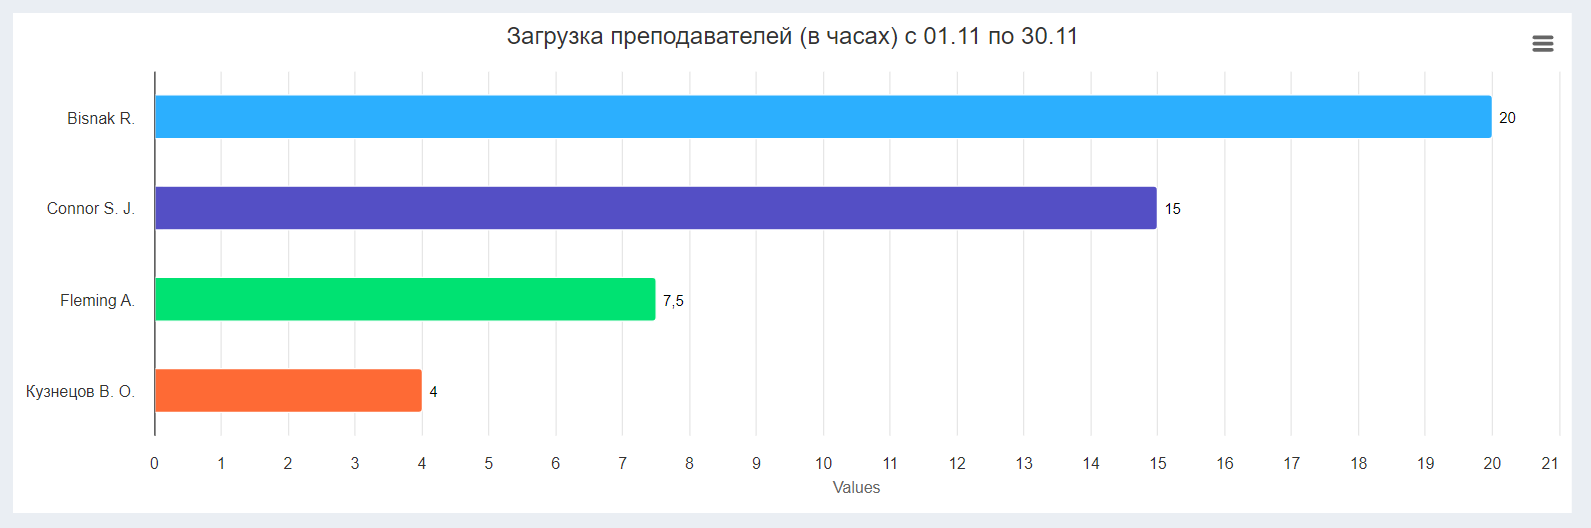 Загрузка преподавателей (в часах) с 01.11 по 30.11
Bisnak R.
20
Connor S. J.
15
Fleming A.
7,5
Кузнецов В. О.
4
0 1 2 3 4 5 6 7 8 9 10 11 12 13 14 15 16 17 18 19 20 21
Values